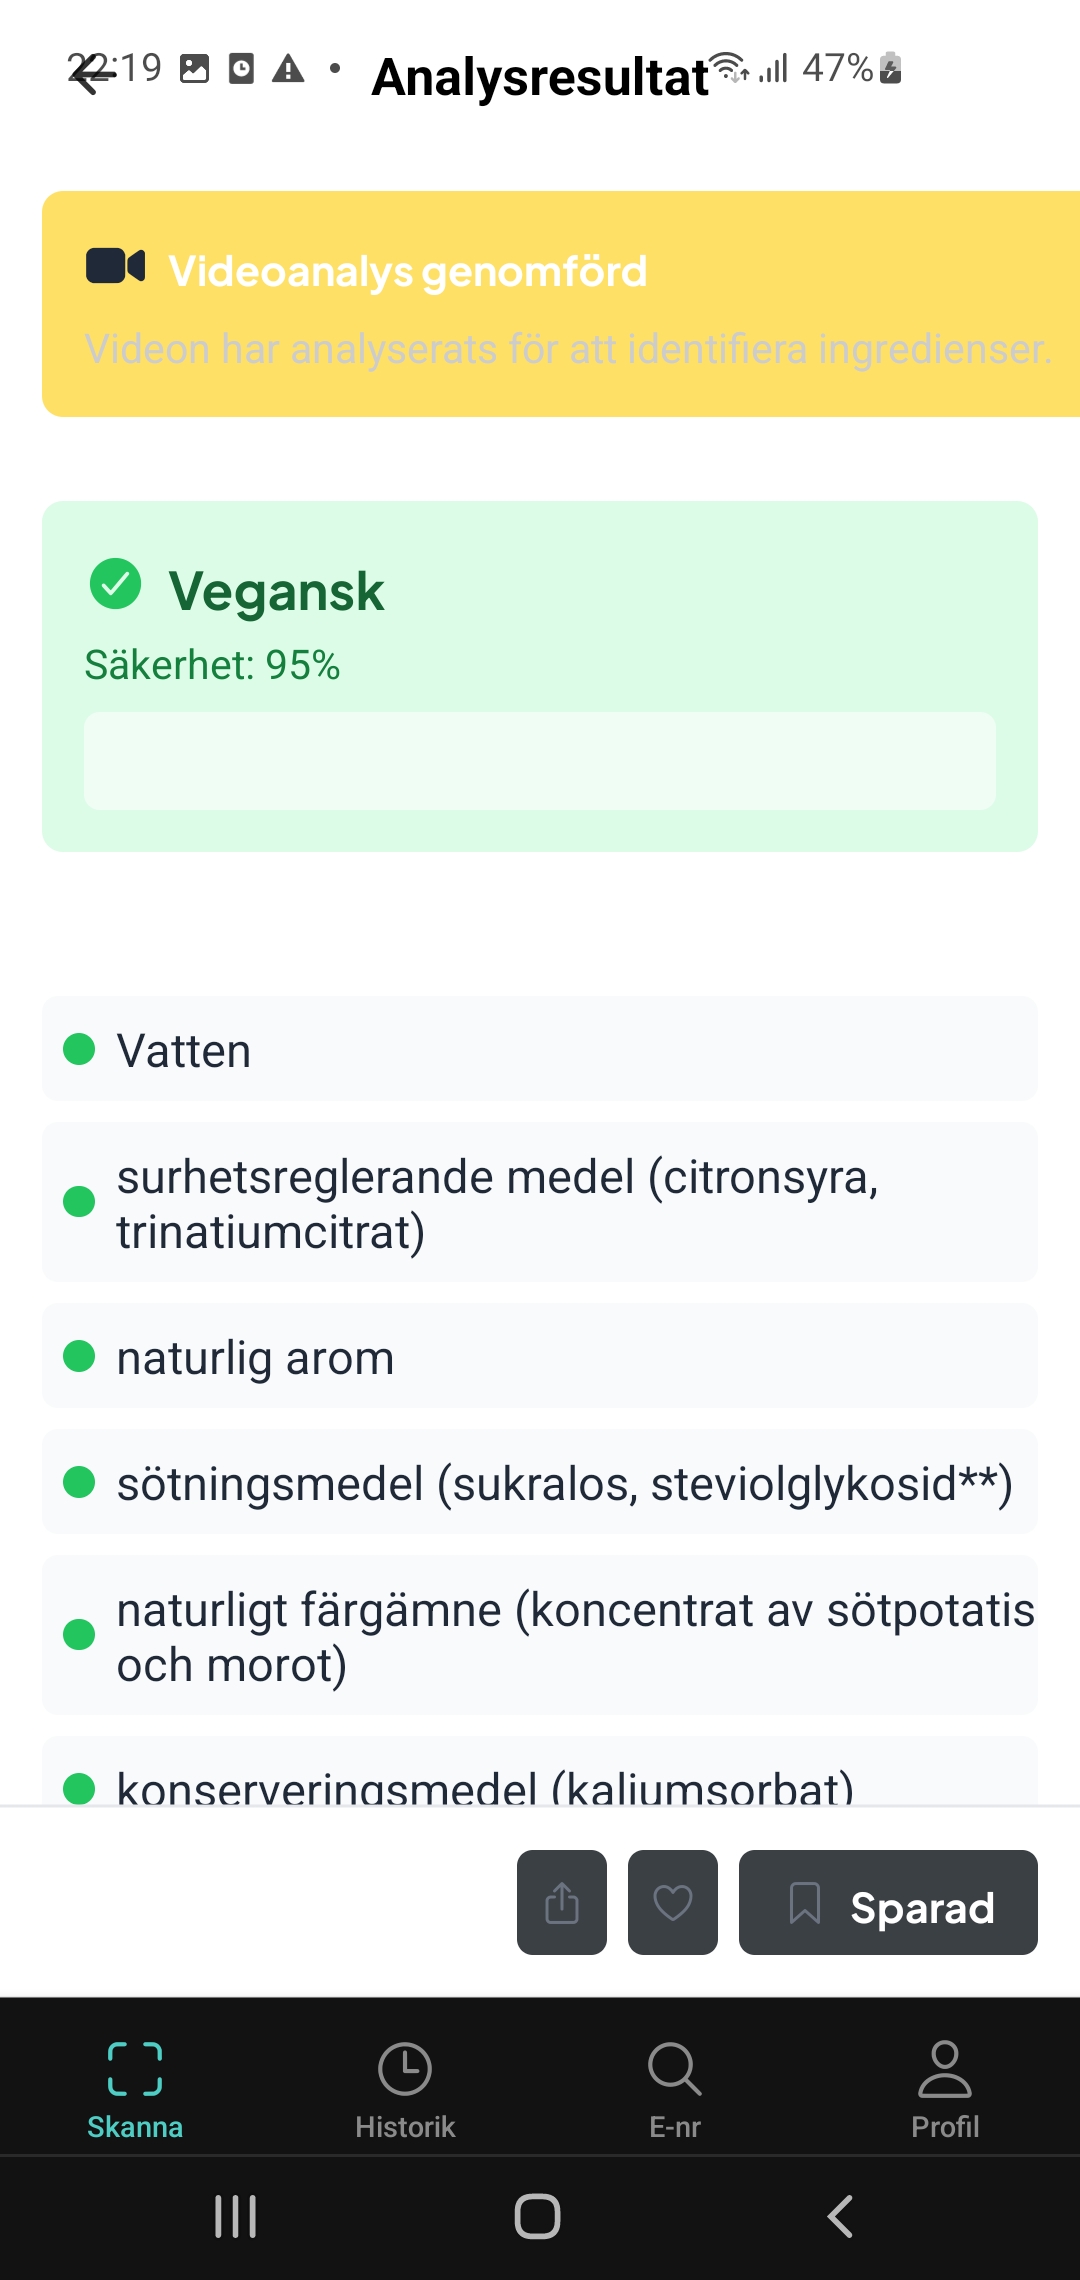 22:19
Analysresultat
47%
Videoanalys genomförd
Videon har analyserats för att identifiera ingredienser.
Vegansk
Säkerhet: 95%
Vatten
surhetsreglerande medel (citronsyra,
trinatiumcitrat)
naturlig arom
sötningsmedel (sukralos, steviolglykosid**)
naturligt färgämne (koncentrat av sötpotatis
och morot)
konserveringsmedel (kaliumsorbat)
Sparad
Skanna
Historik
E-nr
Profil